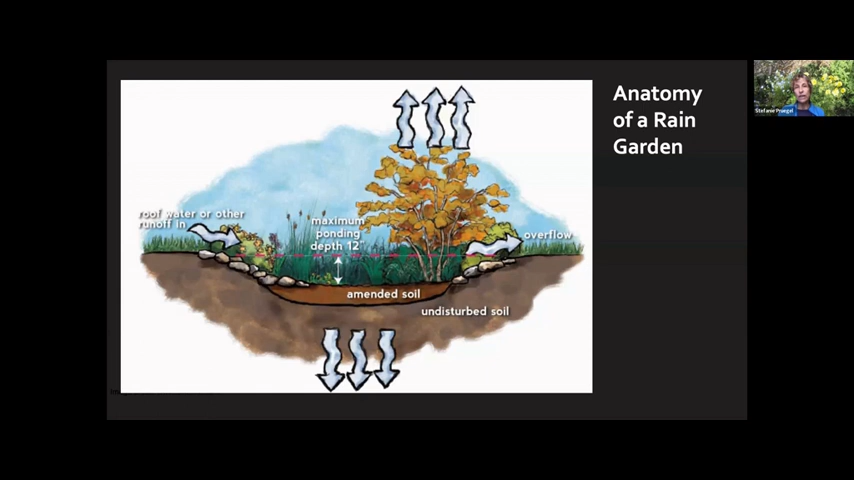 Anatomy
of a Rain
Garden
Stefanie Pruegel
roof water or other
runoff in
maximum
ponding
depth 12"
overflow
amended soil
undisturbed soil